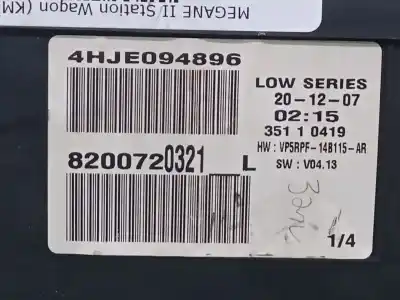 MEGANE II Station Wagon (KM
4HJE094896
LOW SERIES
20-12-07
02:15
351 1 0419
HW : VP5RPF-14B115-AR
SW : V04.13
8200720321__L
1/4